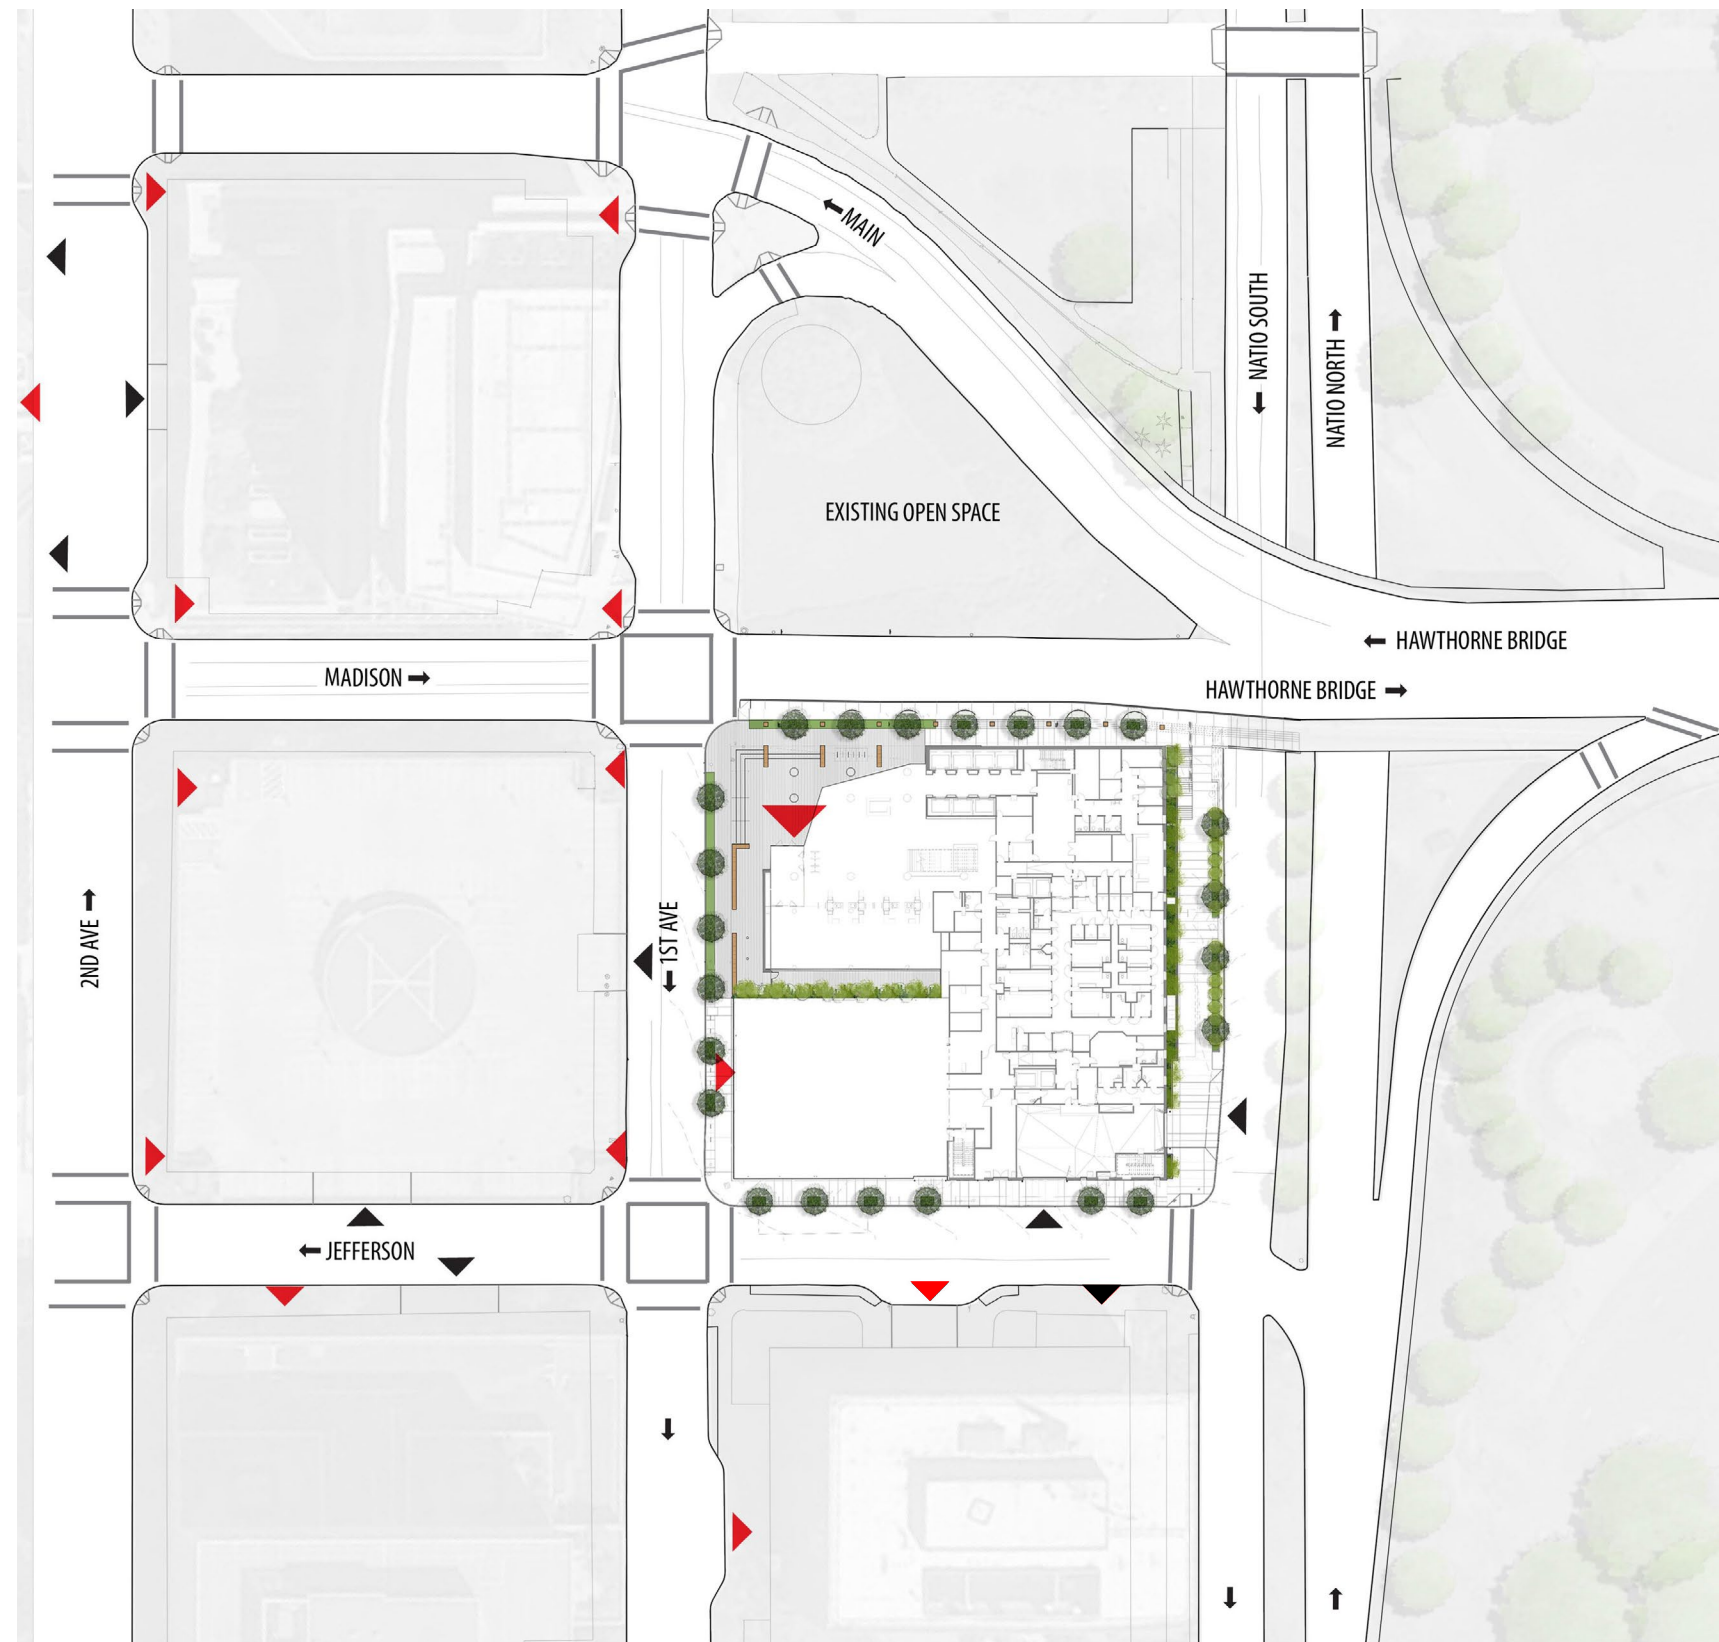 MAIN
NATIO SOUTH
NATIO NORTH
EXISTING OPEN SPACE
HAWTHORNE BRIDGE
MADISON
HAWTHORNE BRIDGE
2ND AVE
1ST AVE
JEFFERSON